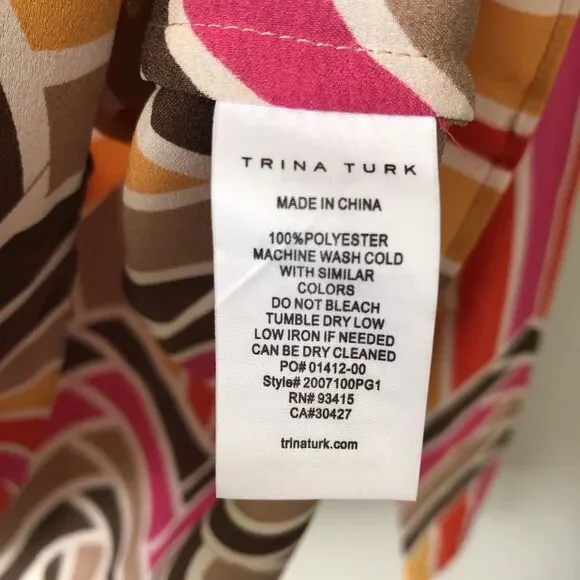 TRINA TURK
MADE IN CHINA
100%POLYESTER
MACHINE WASH COLD
WITH SIMILAR
COLORS
DO NOT BLEACH
TUMBLE DRY LOW
LOW IRON IF NEEDED
CAN BE DRY CLEANED
PO# 01412-00
Style# 2007100PG1
RN# 93415
CA#30427
trinaturk.com